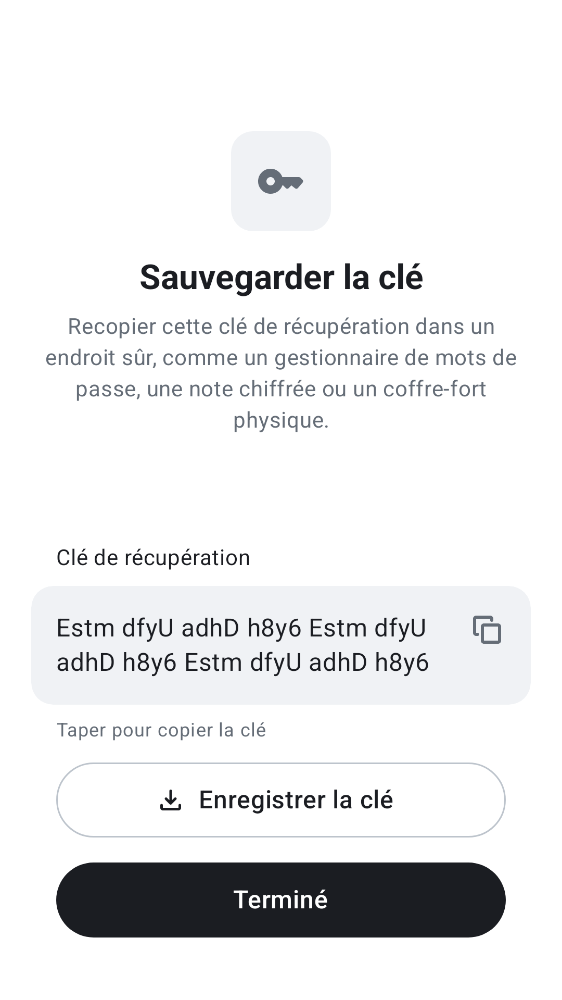 Sauvegarder la clé
Recopier cette clé de récupération dans un
endroit sûr, comme un gestionnaire de mots de
passe, une note chiffrée ou un coffre-fort
physique.
Clé de récupération
Estm dfyU adhD h8y6 Estm dfyU
adhD h8y6 Estm dfyU adhD h8y6
Taper pour copier la clé
Enregistrer la clé
Terminé